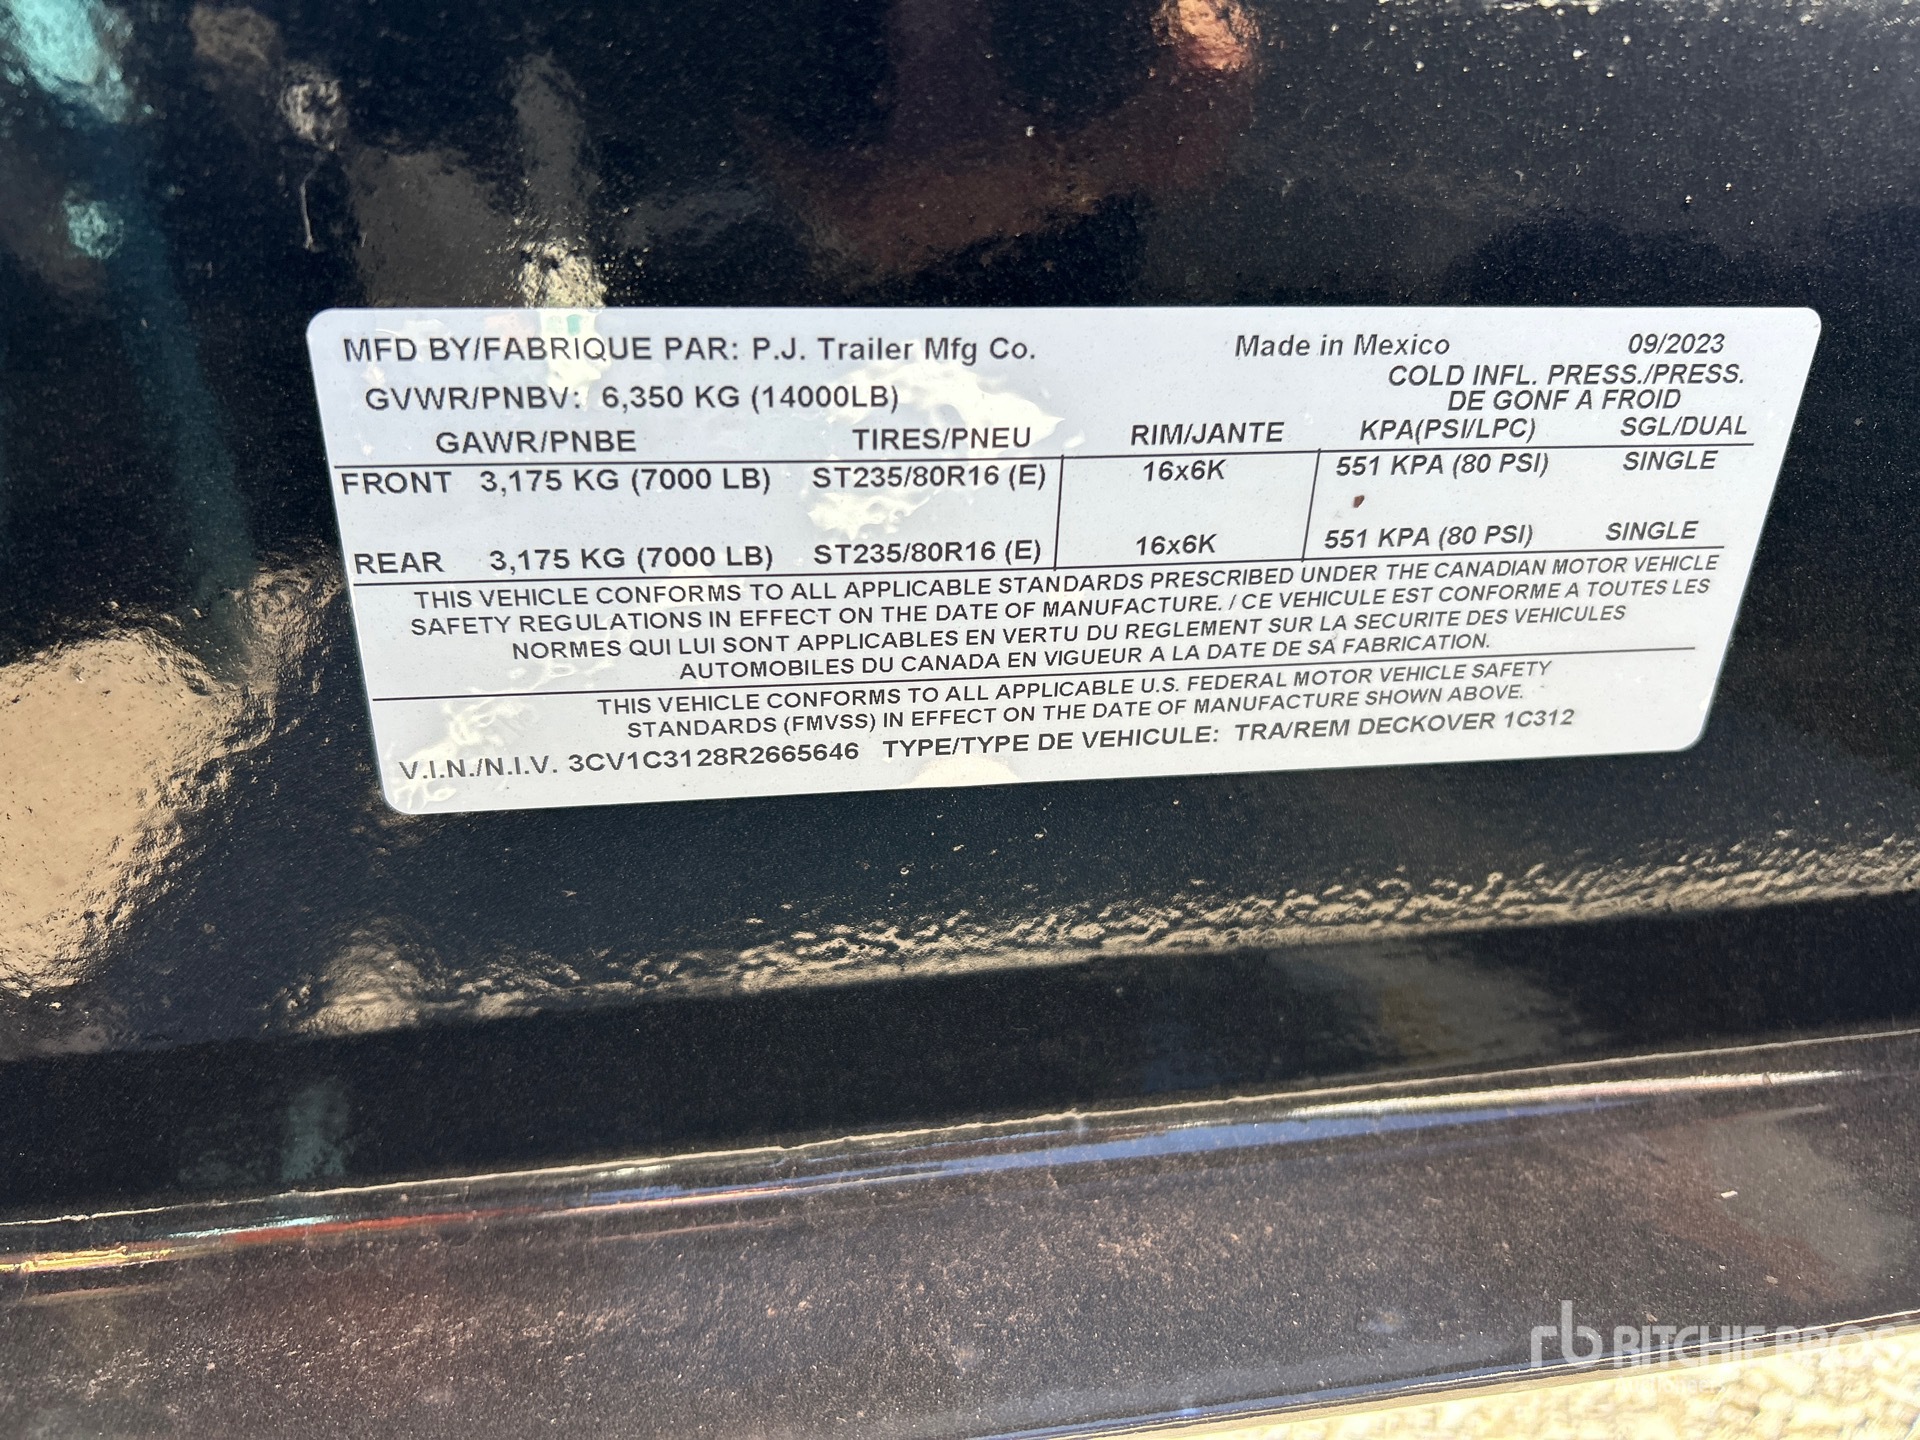 MFD BY/FABRIQUE PAR: P.J. Trailer Mfg Co. Made in Mexico 09/2023
GVWR/PNBV: 6,350 KG (14000LB) COLD INFL. PRESS./PRESS.
DE GONF A FROID
GAWR/PNBE TIRES/PNEU RIM/JANTE KPA(PSI/LPC) SGL/DUAL
FRONT 3,175 KG (7000 LB) ST235/80R16 (E) 16x6K 551 KPA (80 PSI) SINGLE
REAR 3,175 KG (7000 LB) ST235/80R16 (E) 16x6K 551 KPA (80 PSI) SINGLE
THIS VEHICLE CONFORMS TO ALL APPLICABLE STANDARDS PRESCRIBED UNDER THE CANADIAN MOTOR VEHICLE
SAFETY REGULATIONS IN EFFECT ON THE DATE OF MANUFACTURE. / CE VEHICULE EST CONFORME A TOUTES LES
NORMES QUI LUI SONT APPLICABLES EN VERTU DU REGLEMENT SUR LA SECURITE DES VEHICULES
AUTOMOBILES DU CANADA EN VIGUEUR A LA DATE DE SA FABRICATION.
THIS VEHICLE CONFORMS TO ALL APPLICABLE U.S. FEDERAL MOTOR VEHICLE SAFETY
STANDARDS (FMVSS) IN EFFECT ON THE DATE OF MANUFACTURE SHOWN ABOVE.
V.I.N./N.I.V. 3CV1C3128R2665646 TYPE/TYPE DE VEHICULE: TRA/REM DECKOVER 1C312
rb RITCHIE BROS